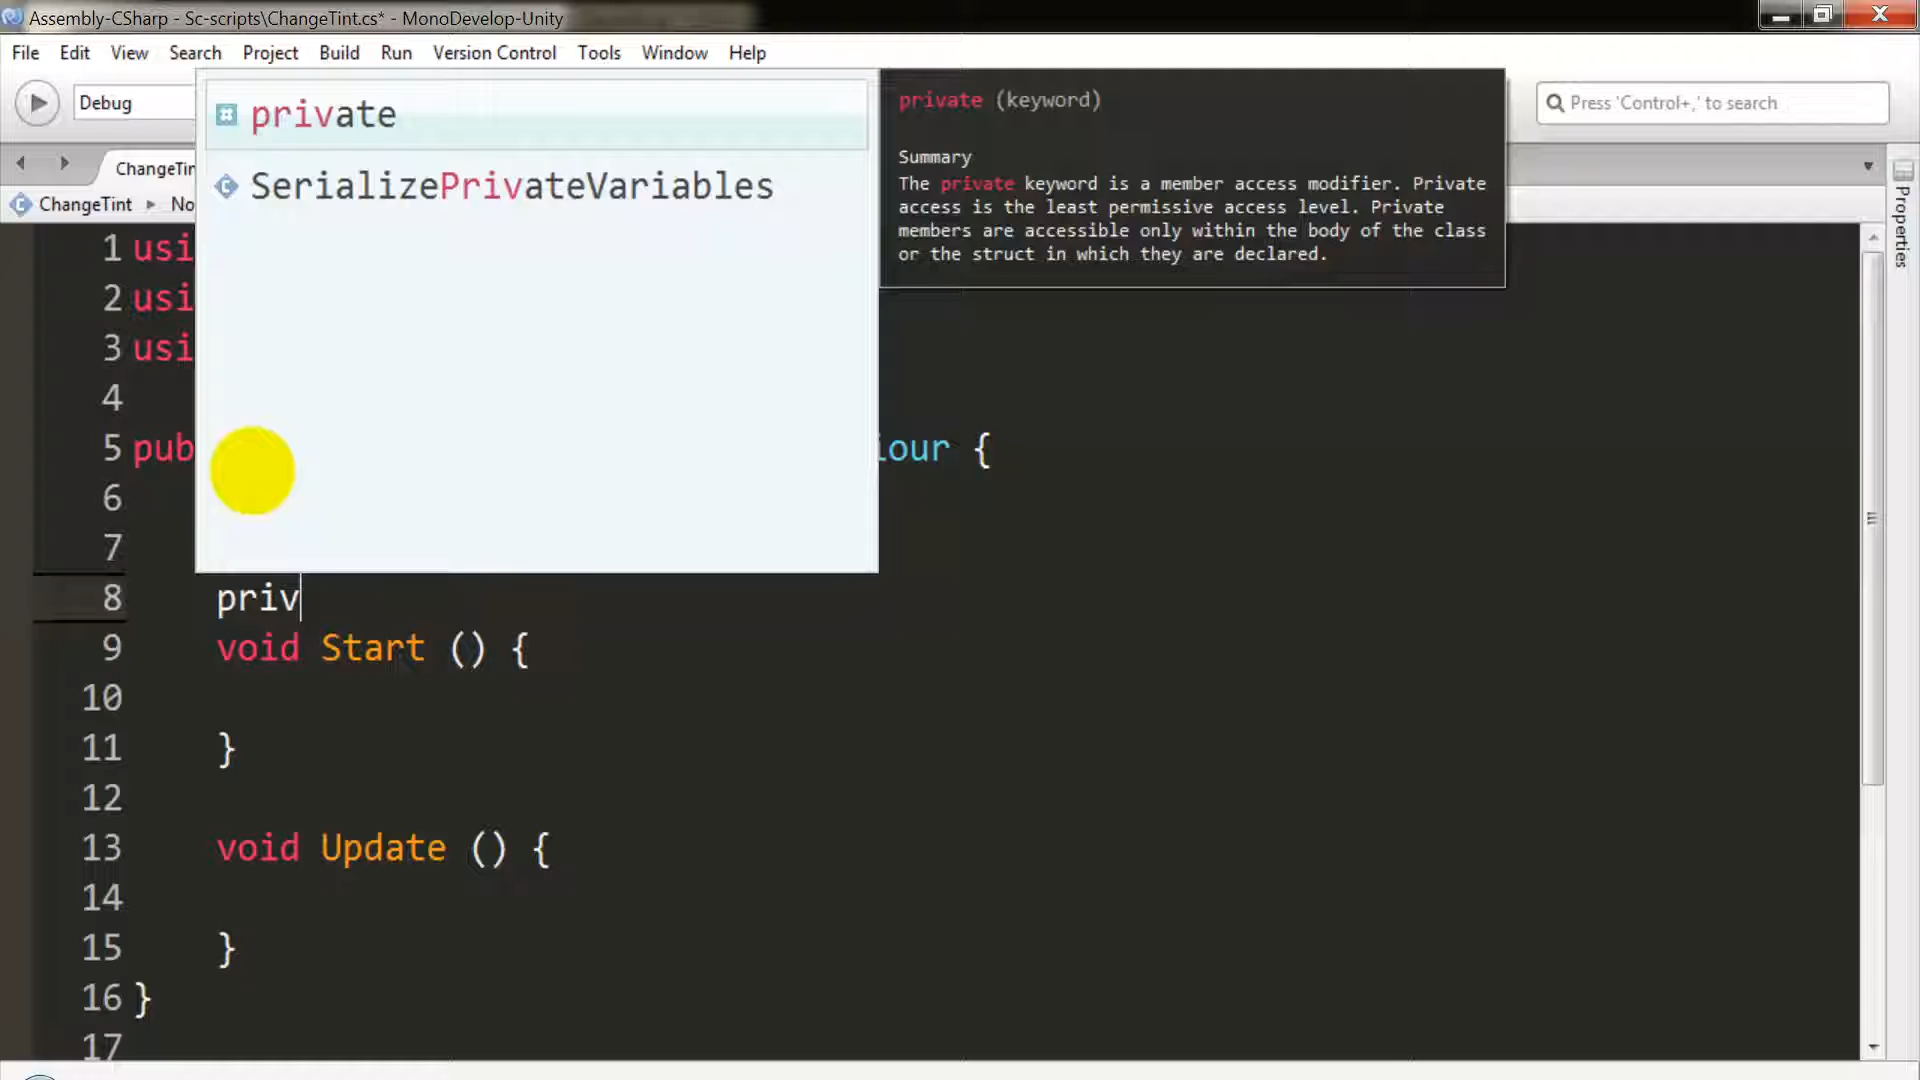 Assembly-CSharp - Sc-scripts\ChangeTint.cs* - MonoDevelop-Unity
File Edit View Search Project Build Run Version Control Tools Window Help
Debug
Press 'Control+,' to search
private
SerializePrivateVariables
private (keyword)
Summary
The private keyword is a member access modifier. Private
access is the least permissive access level. Private
members are accessible only within the body of the class
or the struct in which they are declared.
ChangeTin
ChangeTint No
Properties
1 usi
2 usi
3 usi
4
5 pub iour {
6
7
8 priv
9 void Start () {
10
11 }
12
13 void Update () {
14
15 }
16 }
17